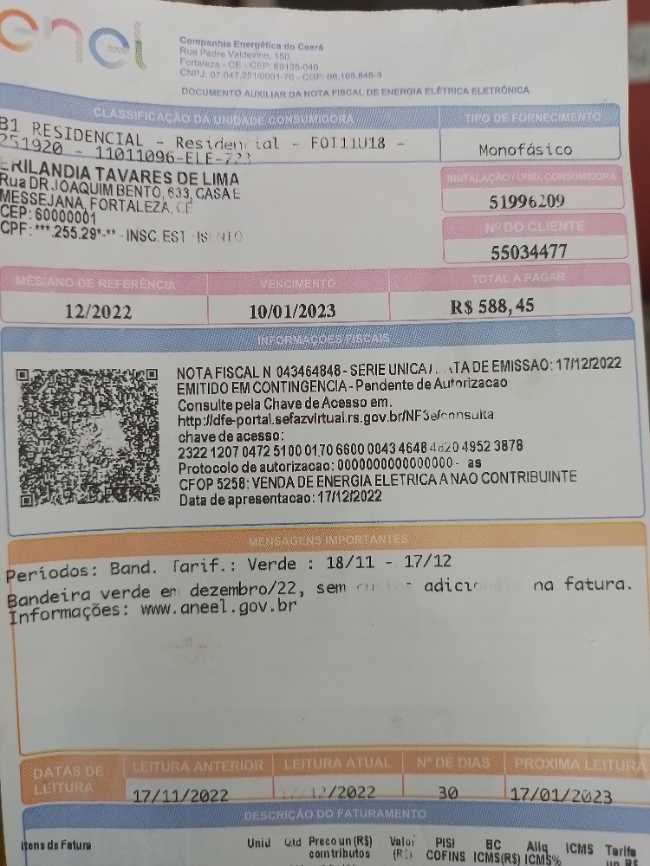 enel
Companhia Energética do Ceará
Rua Padre Valdevino, 150
Fortaleza - CE - CEP: 60135-040
CNPJ: 07.047.251/0001-70 - CGF: 06.105.848-3
DOCUMENTO AUXILIAR DA NOTA FISCAL DE ENERGIA ELÉTRICA ELETRÔNICA
CLASSIFICAÇÃO DA UNIDADE CONSUMIDORA
TIPO DE FORNECIMENTO
B1 RESIDENCIAL - Residencial - FOI11U18 -
251920 - 11011096-ELE-
Monofásico
ERILANDIA TAVARES DE LIMA
Rua DR JOAQUIM BENTO, 633, CASA E
MESSEJANA, FORTALEZA, CE
CEP: 60000001
CPF: ***.255.29*-** - INSC. EST - ISENTO
INSTALAÇÃO / UNID. CONSUMIDORA
51996209
Nº DO CLIENTE
55034477
MÊS/ANO DE REFERÊNCIA
VENCIMENTO
TOTAL A PAGAR
12/2022
10/01/2023
R$ 588,45
INFORMAÇÕES FISCAIS
NOTA FISCAL N 043464848 - SERIE UNICA / TA DE EMISSAO: 17/12/2022
EMITIDO EM CONTINGENCIA - Pendente de Autorizacao
Consulte pela Chave de Acesso em.
http://dfe-portal.sefazvirtual.rs.gov.br/NF3e/consulta
chave de acesso:
2322 1207 0472 5100 0170 6600 0043 4648 4820 4952 3878
Protocolo de autorizacao: 0000000000000000 - as
CFOP 5258: VENDA DE ENERGIA ELETRICA A NAO CONTRIBUINTE
Data de apresentacao: 17/12/2022
MENSAGENS IMPORTANTES
Períodos: Band. Tarif.: Verde : 18/11 - 17/12
Bandeira verde em dezembro/22, sem na fatura.
Informações: www.aneel.gov.br
DATAS DE LEITURA
LEITURA ANTERIOR
LEITURA ATUAL
Nº DE DIAS
PRÓXIMA LEITURA
17/11/2022
/2022
30
17/01/2023
DESCRIÇÃO DO FATURAMENTO
Itens da Fatura
Unid
Qtd
Preco un (R$) com tributos
Valor (R$)
PIS/ COFINS
BC ICMS(R$)
Aliq ICMS%
ICMS
Tarifa un R$